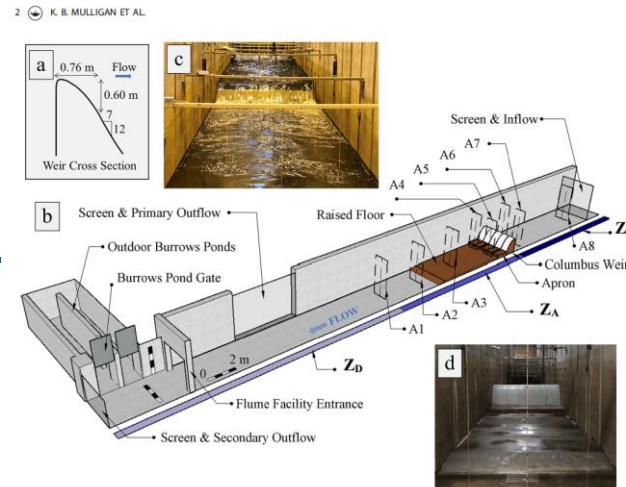 2 K. B. MULLIGAN ET AL.
a
0.76 m
Flow
0.60 m
7
12
Weir Cross Section
c
Screen & Inflow
A7
A6
A5
A4
b
Screen & Primary Outflow
Raised Floor
Outdoor Burrows Ponds
Burrows Pond Gate
A8
Z
Columbus Weir
Apron
FLOW
A3
A2
A1
Z_A
0 2 m
Z_D
d
Flume Facility Entrance
Screen & Secondary Outflow